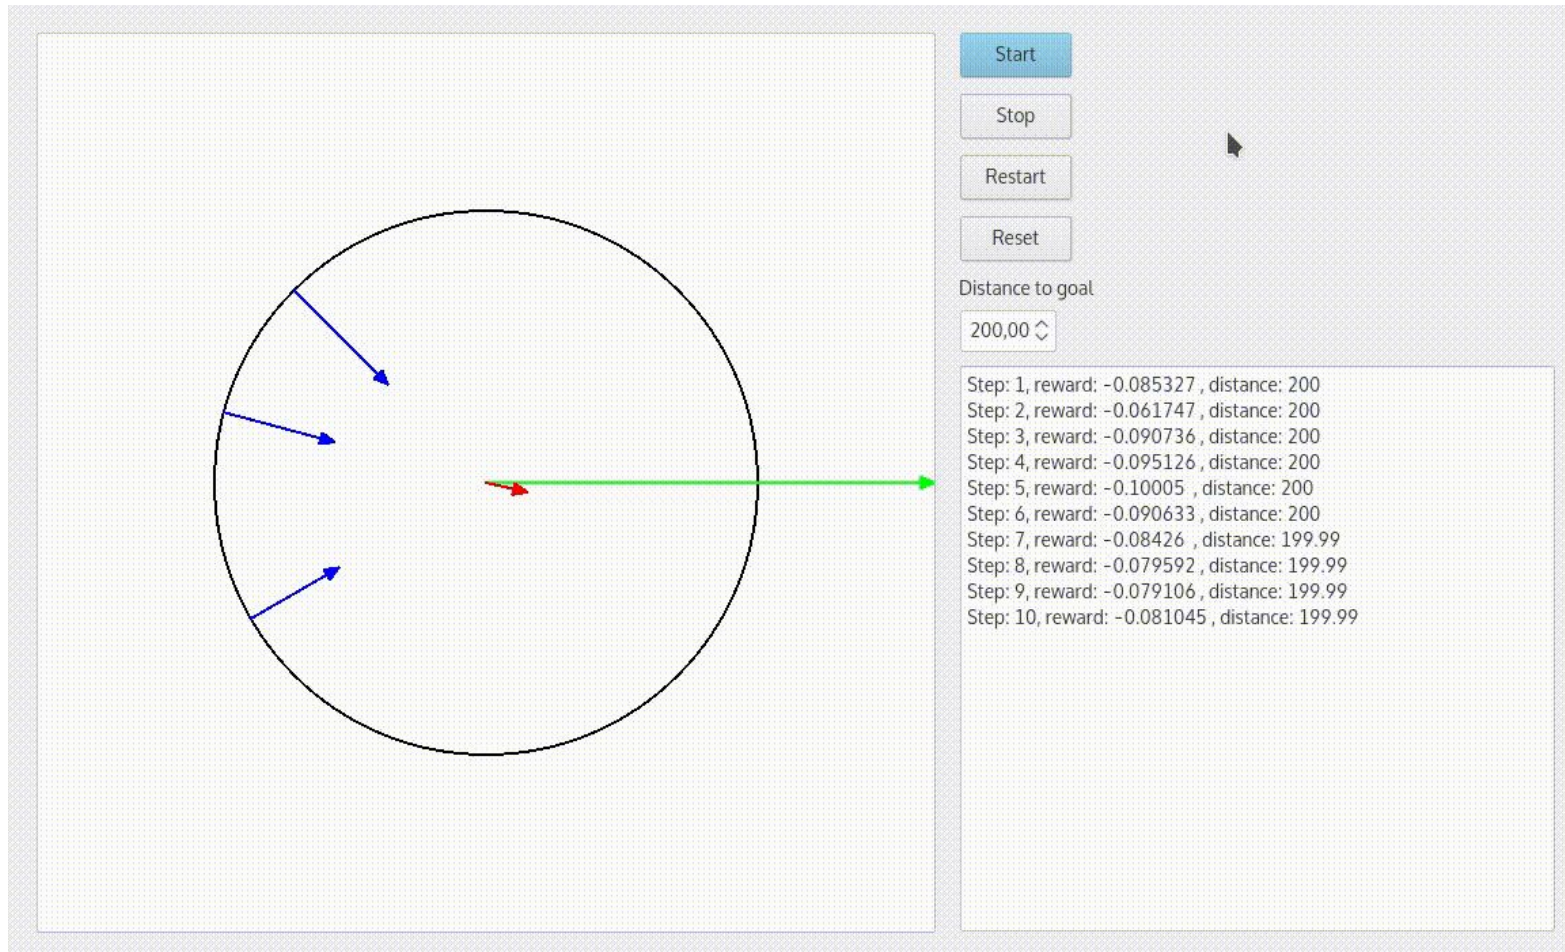 Start
Stop
Restart
Reset
Distance to goal
200,00
Step: 1, reward: -0.085327 , distance: 200
Step: 2, reward: -0.061747 , distance: 200
Step: 3, reward: -0.090736 , distance: 200
Step: 4, reward: -0.095126 , distance: 200
Step: 5, reward: -0.10005 , distance: 200
Step: 6, reward: -0.090633 , distance: 200
Step: 7, reward: -0.08426 , distance: 199.99
Step: 8, reward: -0.079592 , distance: 199.99
Step: 9, reward: -0.079106 , distance: 199.99
Step: 10, reward: -0.081045 , distance: 199.99